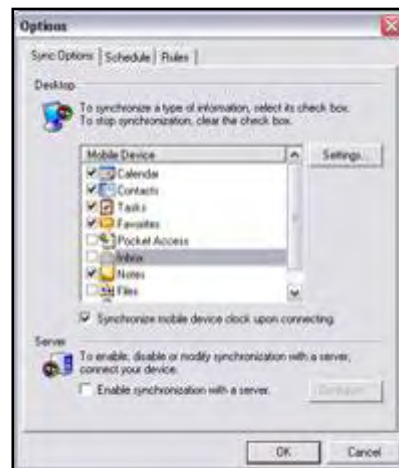 Options
Sync Options Schedule Rules
Desktop
To synchronize a type of information, select its check box.
To stop synchronization, clear the check box.
Mobile Device
Settings...
Calendar
Contacts
Tasks
Favorites
Pocket Access
Inbox
Notes
Files
Synchronize mobile device clock upon connecting.
Server
To enable, disable or modify synchronization with a server,
connect your device.
Enable synchronization with a server.
Configure...
OK Cancel